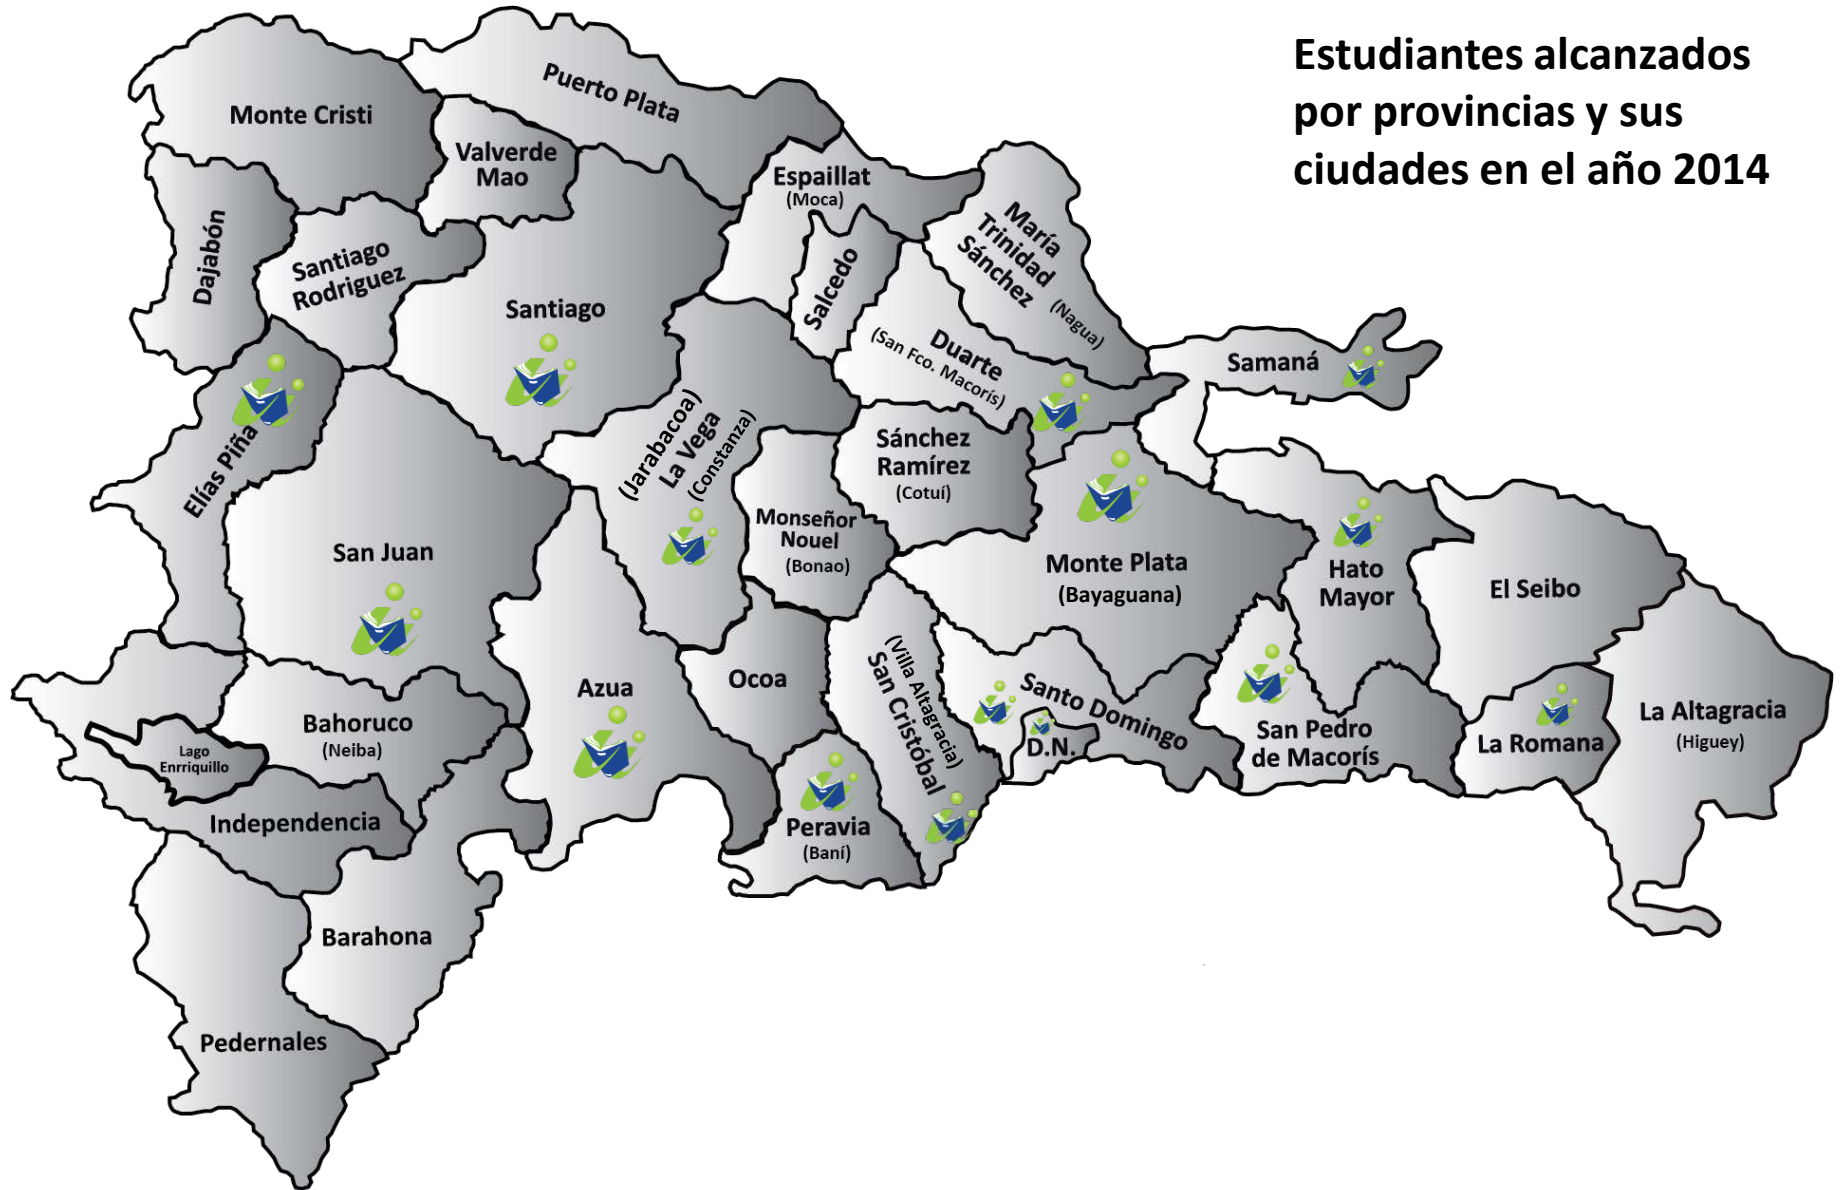 Estudiantes alcanzados
por provincias y sus
ciudades en el año 2014
Monte Cristi
Puerto Plata
Valverde
Mao
Espaillat
(Moca)
Dajabón
Santiago
Rodriguez
Santiago
Salcedo
María
Trinidad
Sánchez
(Nagua)
Duarte
(San Fco. Macorís)
Samaná
Elías Piña
San Juan
(Jarabacoa)
La Vega
(Constanza)
Sánchez
Ramírez
(Cotuí)
Monseñor
Nouel
(Bonao)
Monte Plata
(Bayaguana)
Hato
Mayor
El Seibo
Azua
Ocoa
(Villa Altagracia)
San Cristóbal
Santo Domingo
D.N.
San Pedro
de Macorís
La Romana
La Altagracia
(Higuey)
Bahoruco
(Neiba)
Lago
Enrriquillo
Independencia
Peravia
(Baní)
Barahona
Pedernales